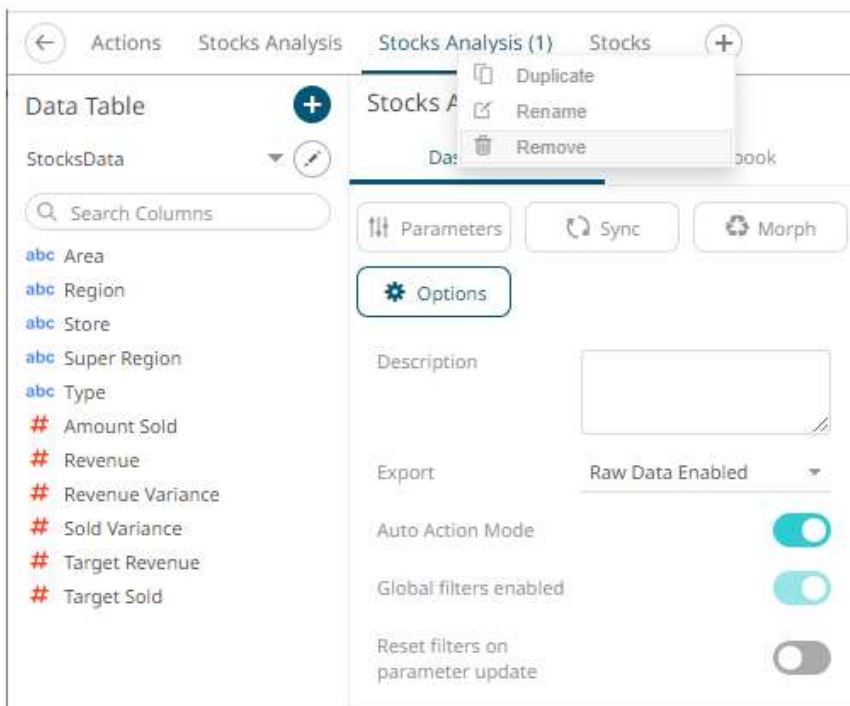 Actions Stocks Analysis Stocks Analysis (1) Stocks
Duplicate
Rename
Remove
Data Table
StocksData
Search Columns
abc Area
abc Region
abc Store
abc Super Region
abc Type
# Amount Sold
# Revenue
# Revenue Variance
# Sold Variance
# Target Revenue
# Target Sold
Stocks A
Das book
Parameters Sync Morph
Options
Description
Export Raw Data Enabled
Auto Action Mode
Global filters enabled
Reset filters on
parameter update